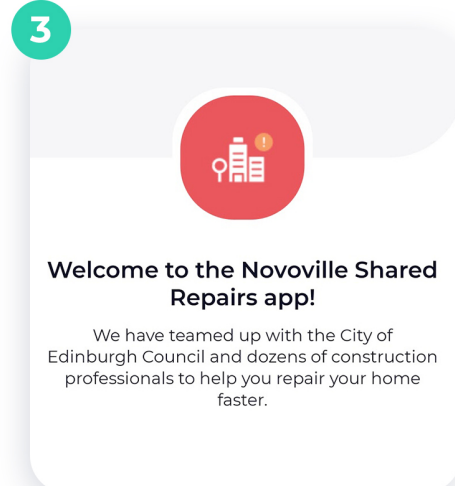 3
!
Welcome to the Novoville Shared
Repairs app!
We have teamed up with the City of
Edinburgh Council and dozens of construction
professionals to help you repair your home
faster.